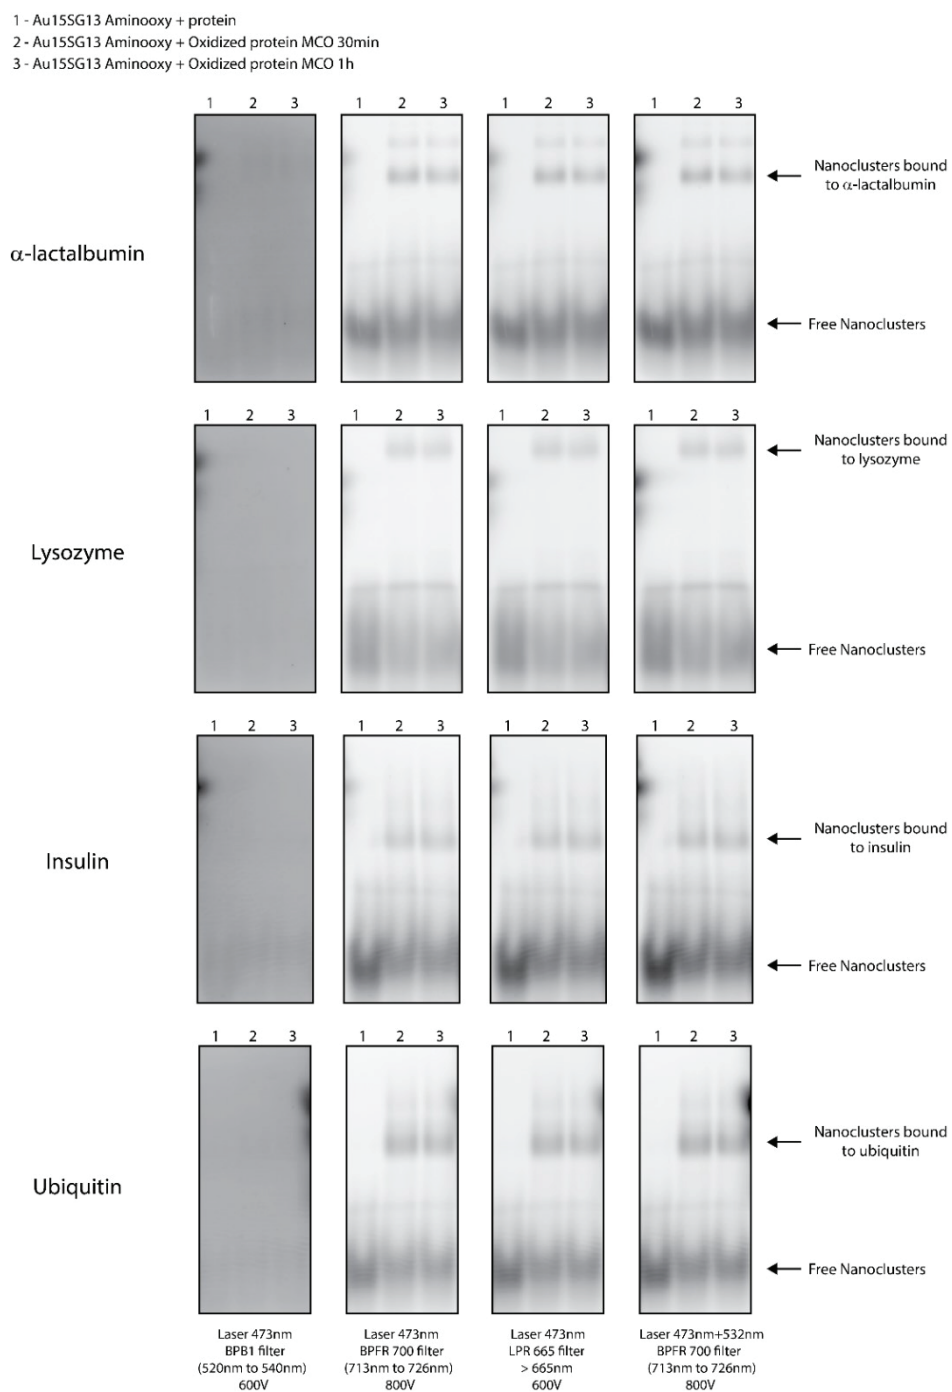 1 - Au15SG13 Aminooxy + protein
2 - Au15SG13 Aminooxy + Oxidized protein MCO 30min
3 - Au15SG13 Aminooxy + Oxidized protein MCO 1h
1 2 3 1 2 3 1 2 3 1 2 3
α-lactalbumin
Nanoclusters bound
to α-lactalbumin
Free Nanoclusters
1 2 3 1 2 3 1 2 3 1 2 3
Lysozyme
Nanoclusters bound
to lysozyme
Free Nanoclusters
1 2 3 1 2 3 1 2 3 1 2 3
Insulin
Nanoclusters bound
to insulin
Free Nanoclusters
1 2 3 1 2 3 1 2 3 1 2 3
Ubiquitin
Nanoclusters bound
to ubiquitin
Free Nanoclusters
Laser 473nm
BPB1 filter
(520nm to 540nm)
600V
Laser 473nm
BPFR 700 filter
(713nm to 726nm)
800V
Laser 473nm
LPR 665 filter
> 665nm
600V
Laser 473nm+532nm
BPFR 700 filter
(713nm to 726nm)
800V